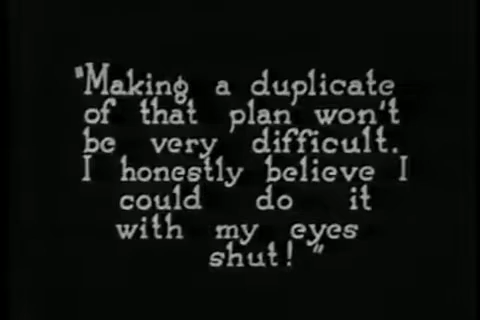 "Making a duplicate
of that plan won't
be very difficult.
I honestly believe I
could do it
with my eyes
shut!"